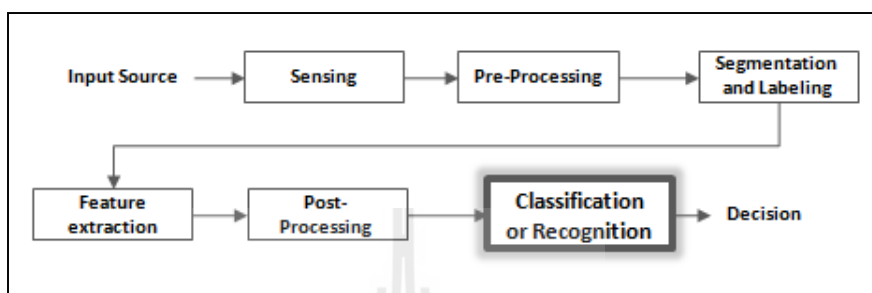 Input Source
Sensing
Pre-Processing
Segmentation
and Labeling
Feature
extraction
Post-
Processing
Classification
or Recognition
Decision